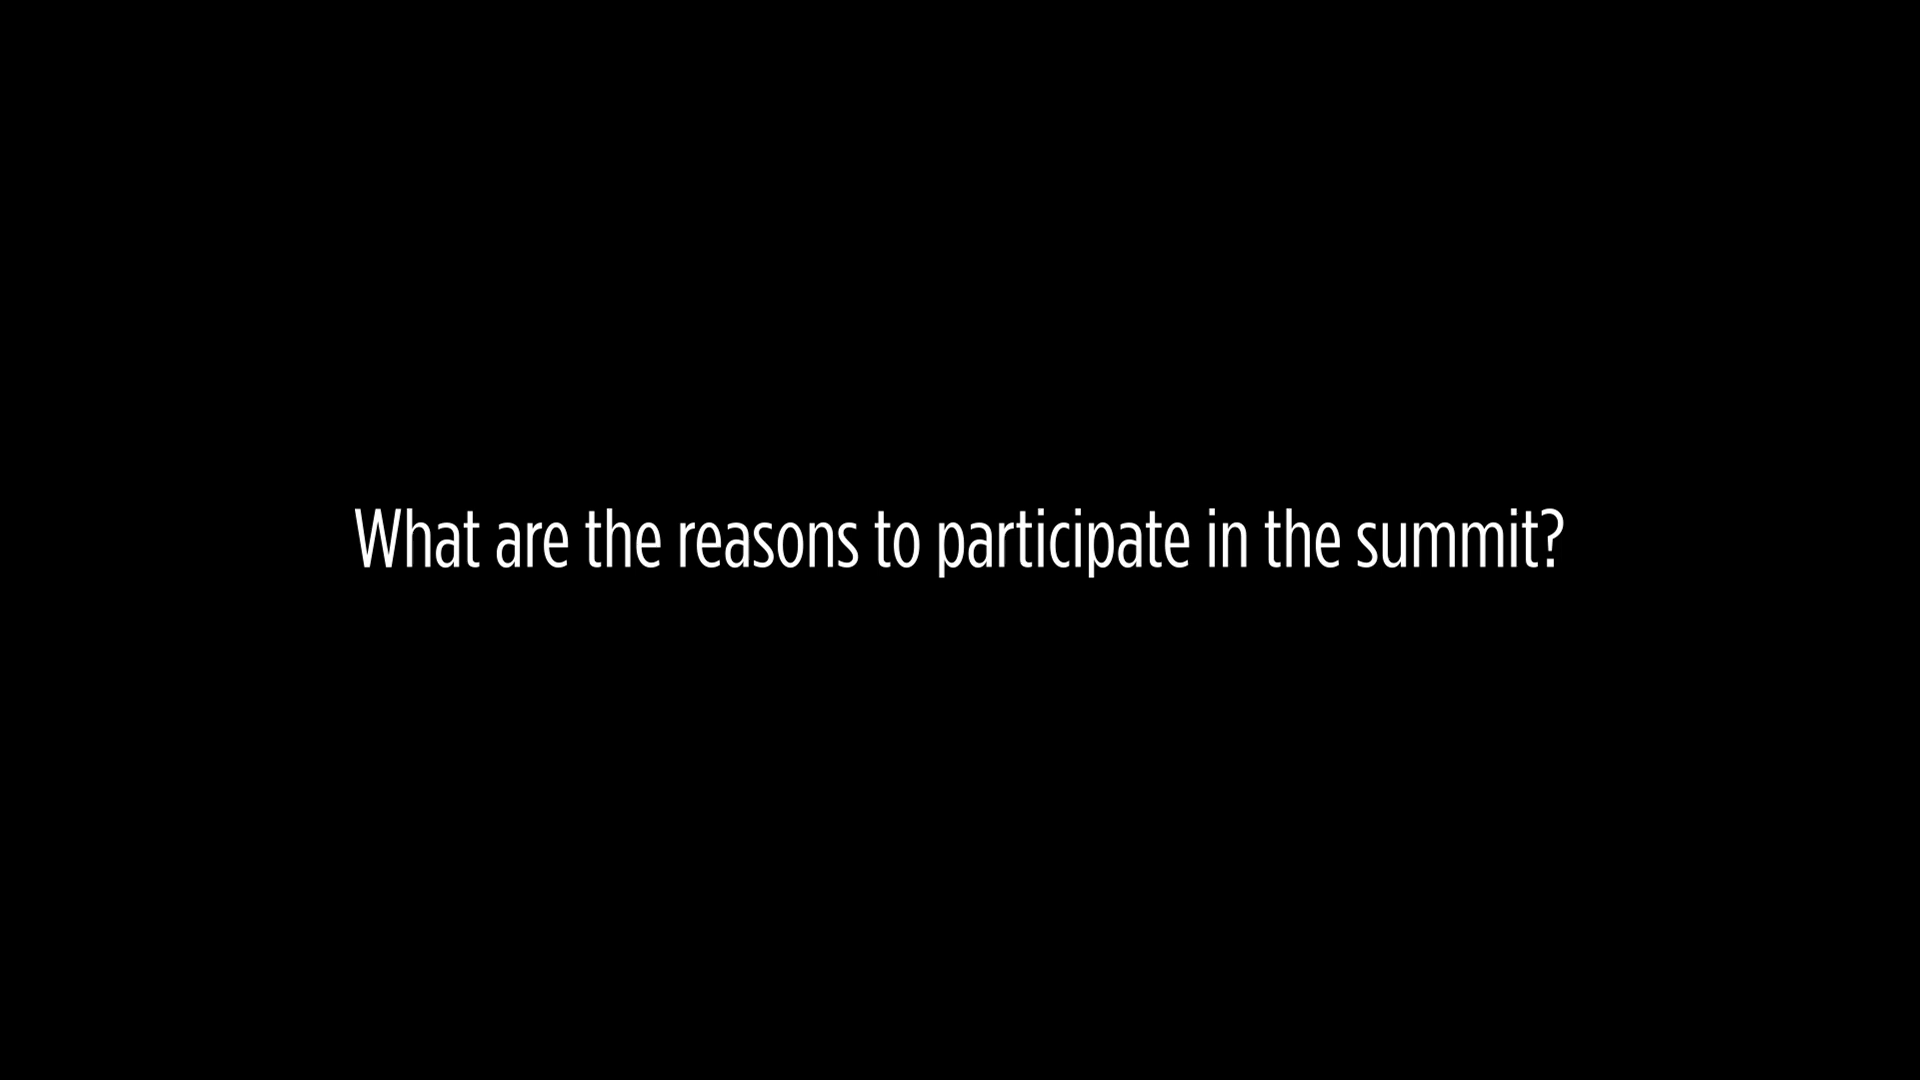 What are the reasons to participate in the summit?